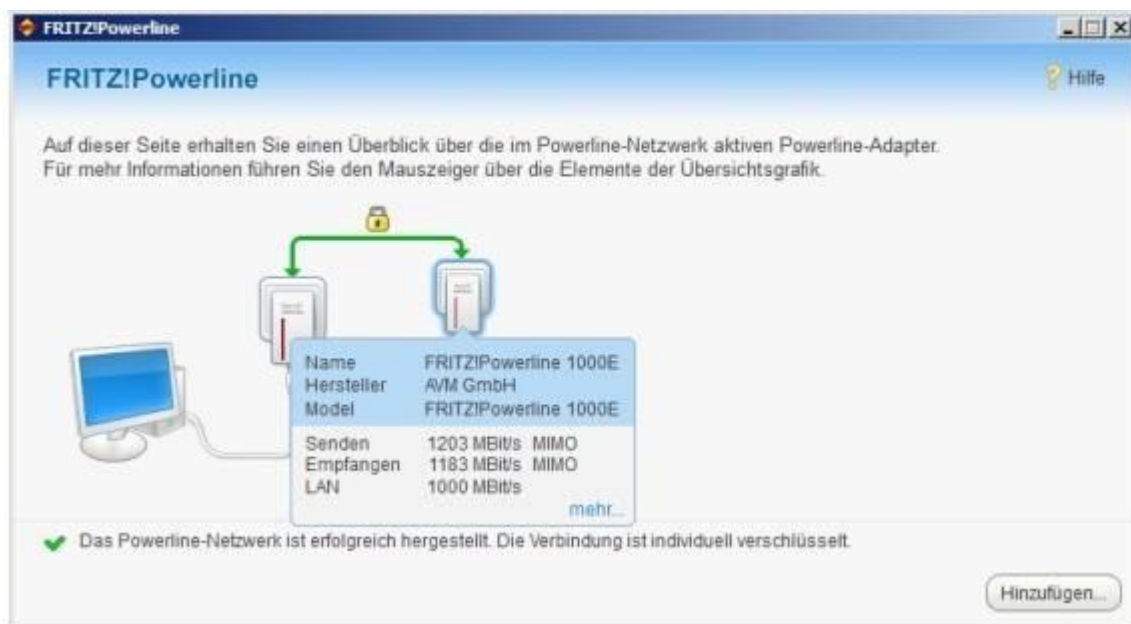 FRITZ!Powerline
FRITZ!Powerline
Hilfe
Auf dieser Seite erhalten Sie einen Überblick über die im Powerline-Netzwerk aktiven Powerline-Adapter.
Für mehr Informationen führen Sie den Mauszeiger über die Elemente der Übersichtsgrafik.
Name FRITZ!Powerline 1000E
Hersteller AVM GmbH
Model FRITZ!Powerline 1000E
Senden 1203 MBit/s MIMO
Empfangen 1183 MBit/s MIMO
LAN 1000 MBit/s
mehr...
Das Powerline-Netzwerk ist erfolgreich hergestellt. Die Verbindung ist individuell verschlüsselt.
Hinzufügen...